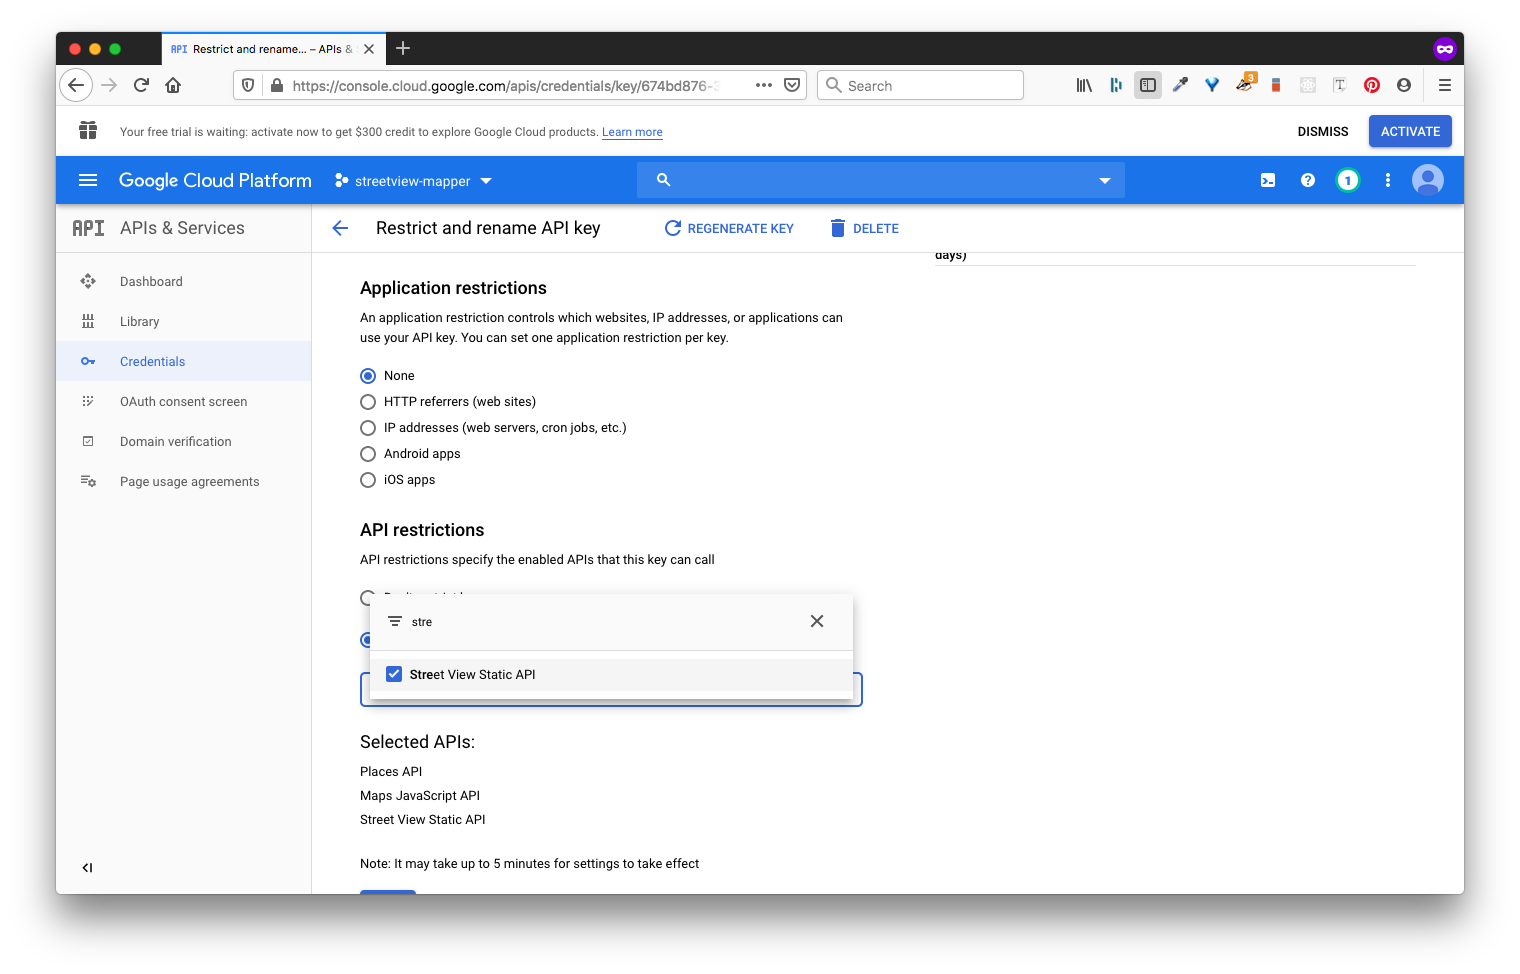 API Restrict and rename... – APIs &
https://console.cloud.google.com/apis/credentials/key/674bd876-
Search
3
Your free trial is waiting: activate now to get $300 credit to explore Google Cloud products. Learn more
DISMISS
ACTIVATE
Google Cloud Platform
streetview-mapper
1
API APIs & Services
Restrict and rename API key
REGENERATE KEY
DELETE
days)
Dashboard
Library
Credentials
OAuth consent screen
Domain verification
Page usage agreements
Application restrictions
An application restriction controls which websites, IP addresses, or applications can
use your API key. You can set one application restriction per key.
None
HTTP referrers (web sites)
IP addresses (web servers, cron jobs, etc.)
Android apps
iOS apps
API restrictions
API restrictions specify the enabled APIs that this key can call
stre
Street View Static API
Selected APIs:
Places API
Maps JavaScript API
Street View Static API
Note: It may take up to 5 minutes for settings to take effect